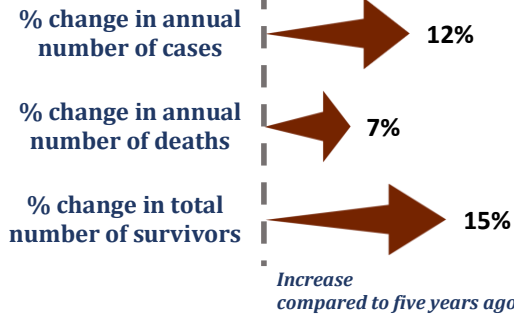 % change in annual
number of cases
12%
% change in annual
number of deaths
7%
% change in total
number of survivors
15%
Increase
compared to five years ago